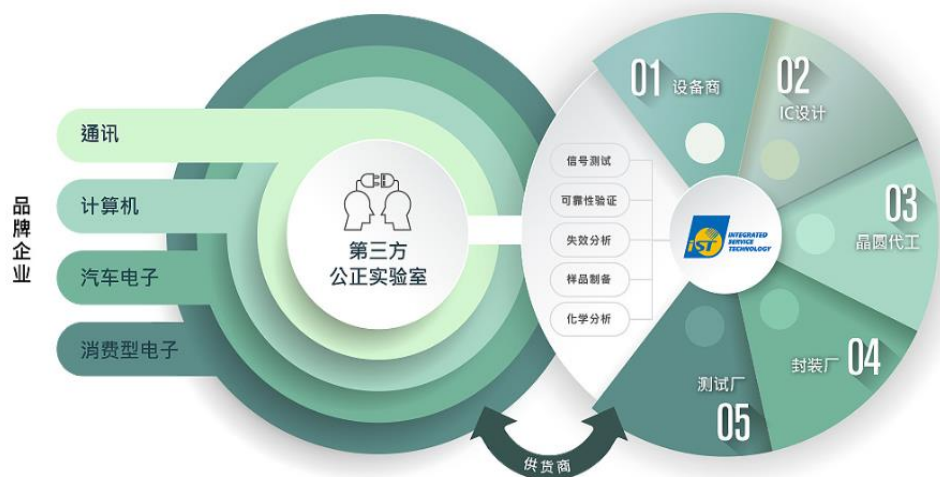 品牌企业
通讯
计算机
汽车电子
消费型电子
第三方
公正实验室
信号测试
可靠性验证
失效分析
样品制备
化学分析
iST
INTEGRATED
SERVICE
TECHNOLOGY
01 设备商
02
IC设计
03
晶圆代工
封装厂 04
测试厂
05
供货商